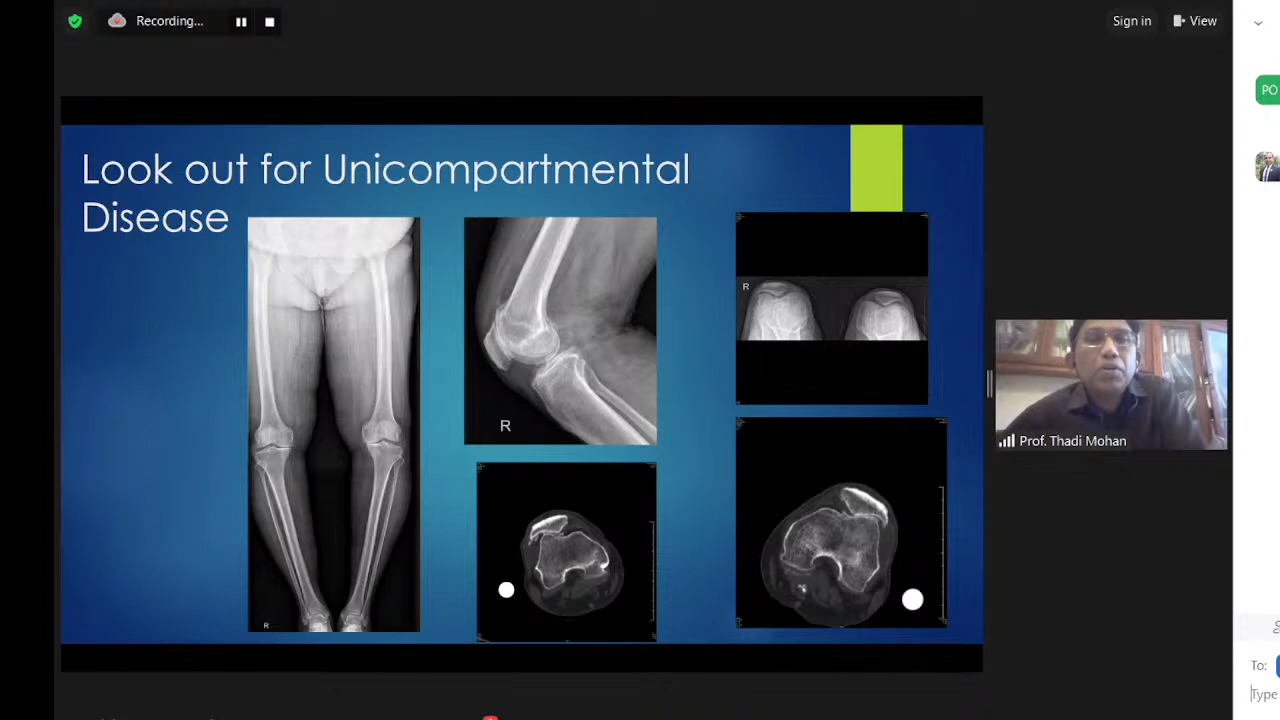 Recording...
Sign in
View
PO
Look out for Unicompartmental
Disease
R
R
R
Prof. Thadi Mohan
To:
Type